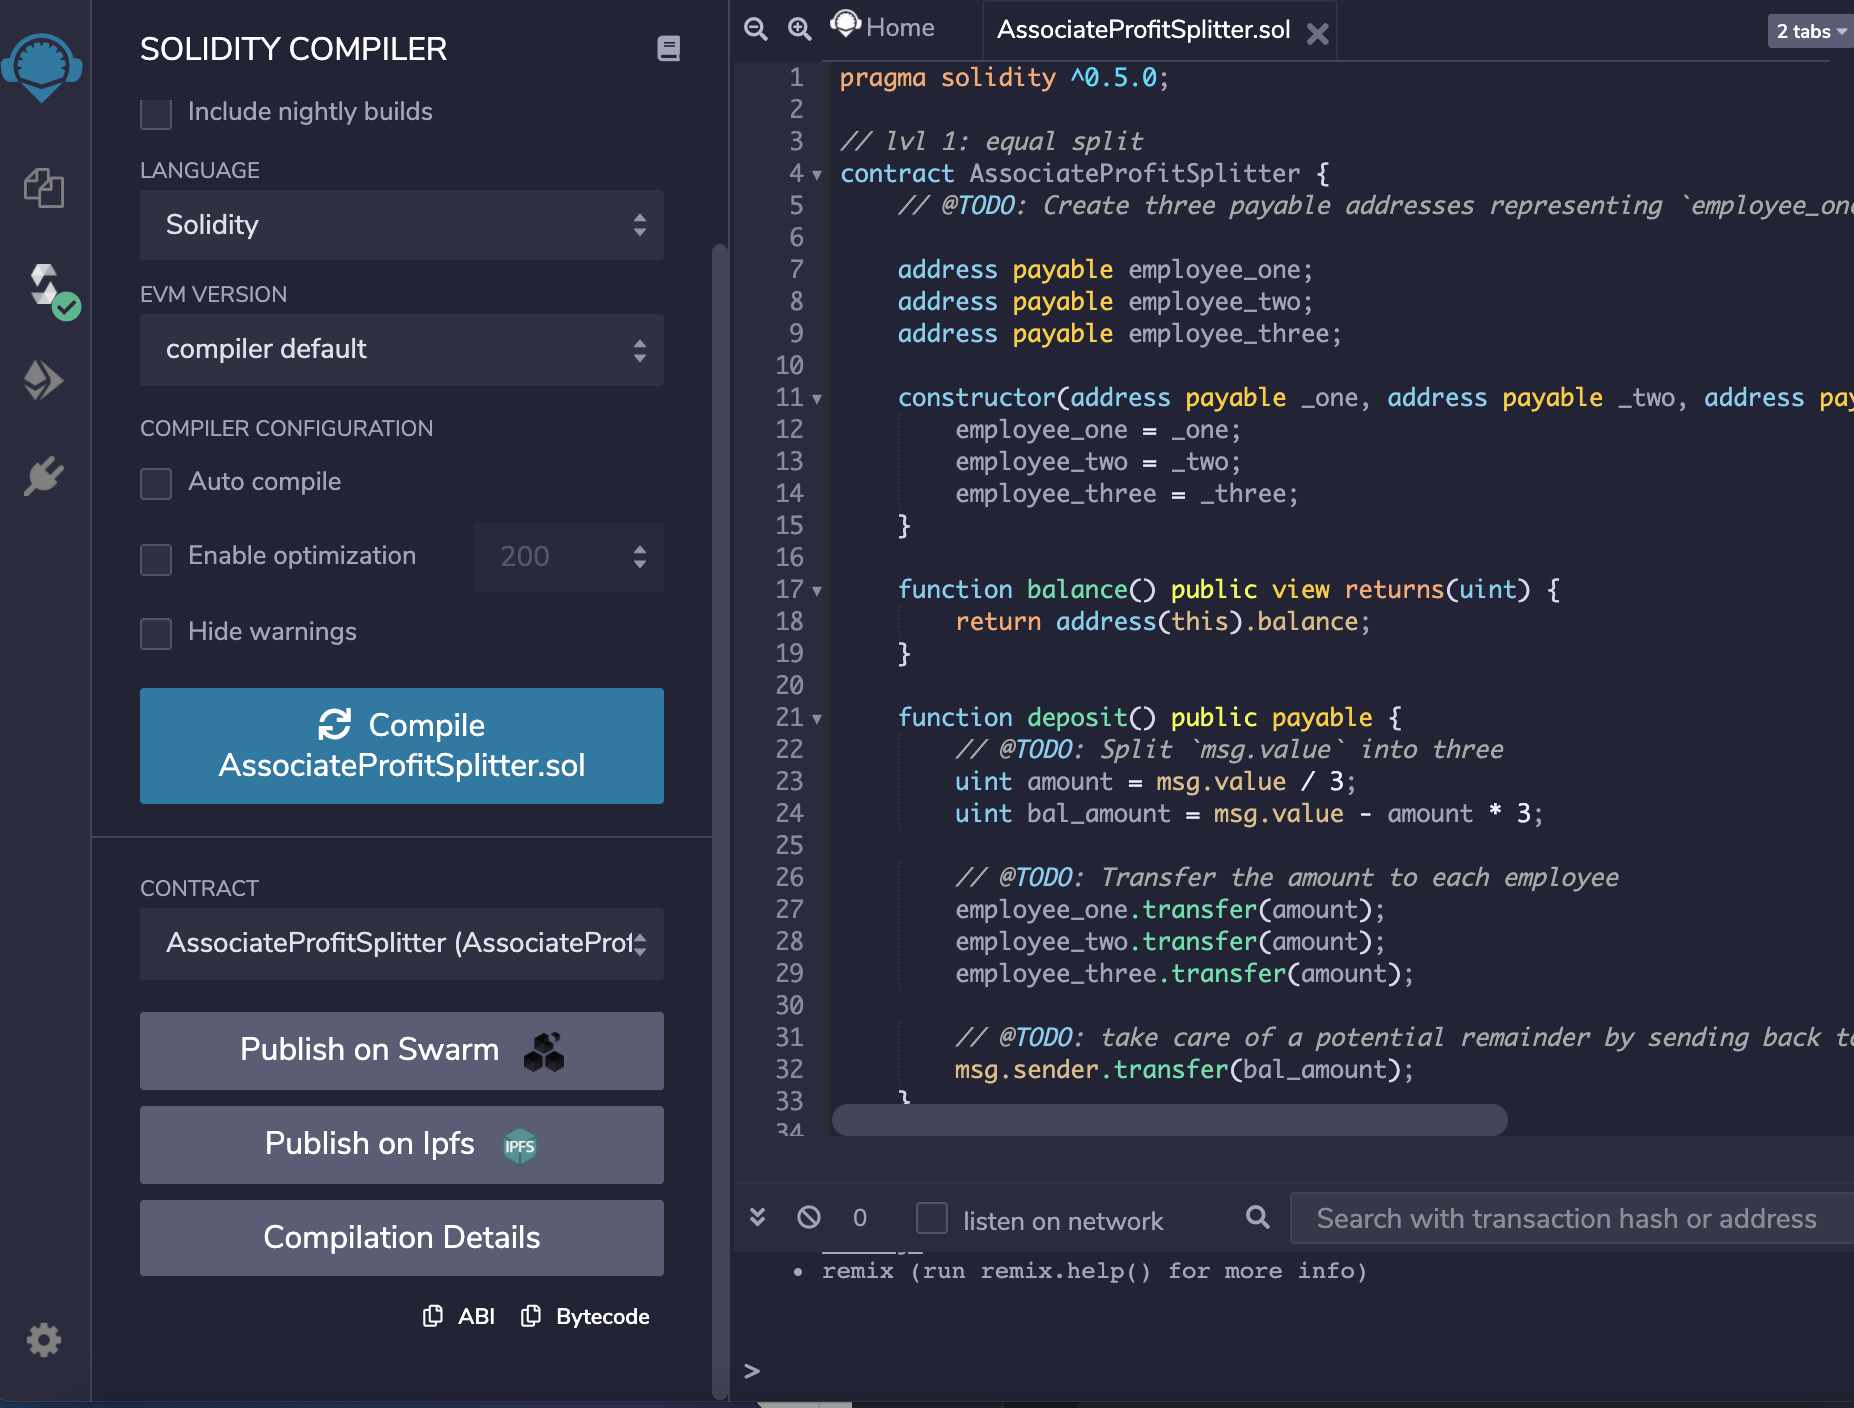 SOLIDITY COMPILER
Include nightly builds
LANGUAGE
Solidity
EVM VERSION
compiler default
COMPILER CONFIGURATION
Auto compile
Enable optimization
200
Hide warnings
Compile
AssociateProfitSplitter.sol
CONTRACT
AssociateProfitSplitter (AssociateProf
Publish on Swarm
Publish on Ipfs
IPFS
Compilation Details
ABI
Bytecode
Home
AssociateProfitSplitter.sol
2 tabs
1 pragma solidity ^0.5.0;
2
3 // lvl 1: equal split
4 contract AssociateProfitSplitter {
5 // @TODO: Create three payable addresses representing `employee_one
6
7 address payable employee_one;
8 address payable employee_two;
9 address payable employee_three;
10
11 constructor(address payable _one, address payable _two, address pay
12 employee_one = _one;
13 employee_two = _two;
14 employee_three = _three;
15 }
16
17 function balance() public view returns(uint) {
18 return address(this).balance;
19 }
20
21 function deposit() public payable {
22 // @TODO: Split `msg.value` into three
23 uint amount = msg.value / 3;
24 uint bal_amount = msg.value - amount * 3;
25
26 // @TODO: Transfer the amount to each employee
27 employee_one.transfer(amount);
28 employee_two.transfer(amount);
29 employee_three.transfer(amount);
30
31 // @TODO: take care of a potential remainder by sending back to
32 msg.sender.transfer(bal_amount);
33 }
34
0
listen on network
Search with transaction hash or address
• remix (run remix.help() for more info)
>